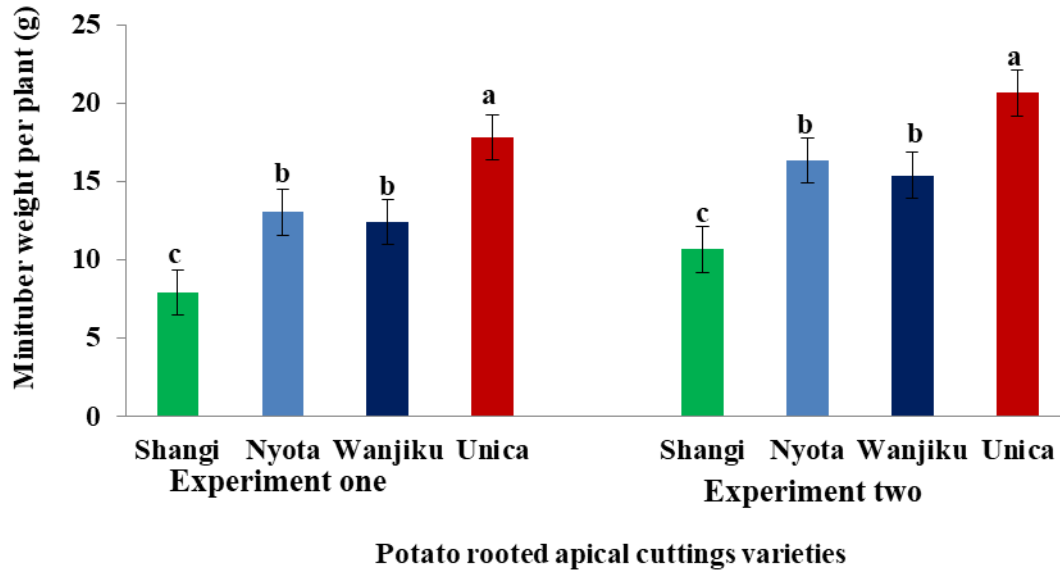 Minituber weight per plant (g)
25
20
15
10
5
0
c
b
b
a
c
b
b
a
Shangi Nyota Wanjiku Unica
Shangi Nyota Wanjiku Unica
Experiment one
Experiment two
Potato rooted apical cuttings varieties